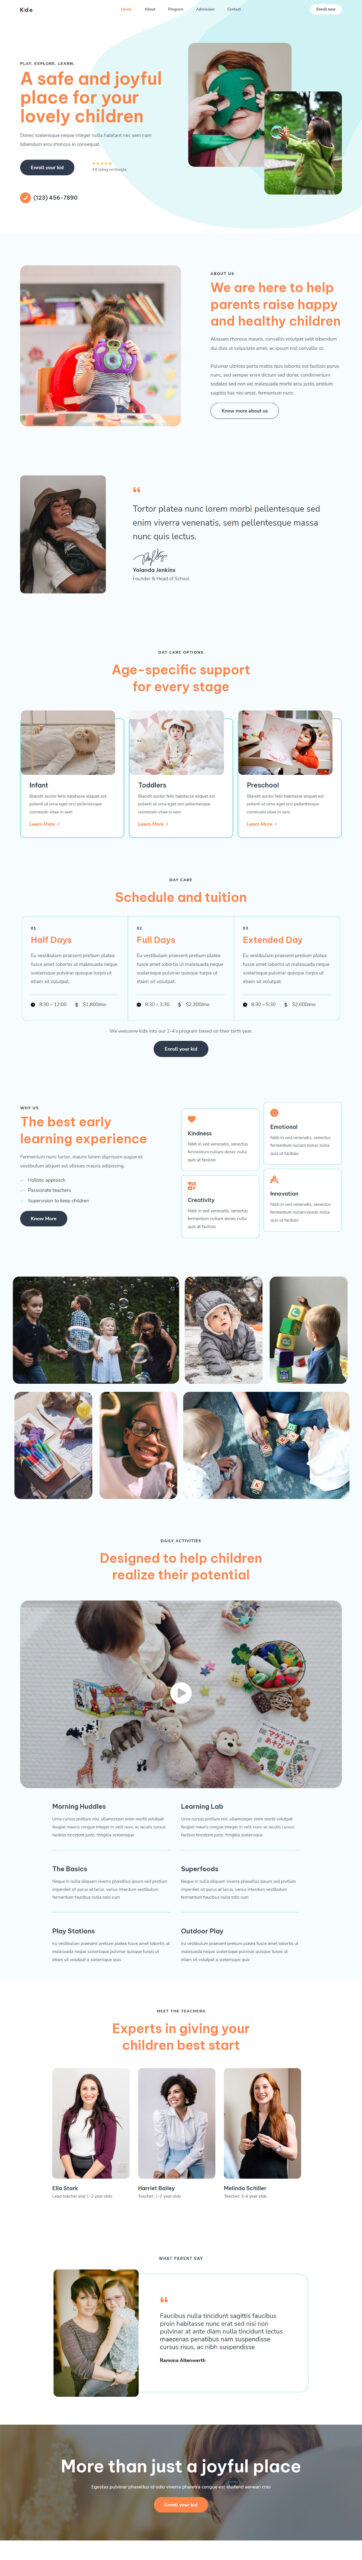 Kide
Home About Program Admission Contact
Enroll now
PLAY. EXPLORE. LEARN.
A safe and joyful
place for your
lovely children
Donec scelerisque neque integer nulla habitant nec sem nam
bibendum arcu rhoncus in consequat.
Enroll your kid
4.8 rating on Google
(123) 456-7890
ABOUT US
We are here to help
parents raise happy
and healthy children
Aliquam rhoncus mauris, convallis volutpat velit bibendum
dui duis ut vulputate amet, ac ipsum nisl convallis ut.
Pulvinar ultrices porta mattis quis lobortis est facilisis purus
nunc, sed semper enim dictum sed donec condimentum
sodales sed non vel malesuada morbi arcu justo, pretium
sagittis hac nisi amet, fermentum nunc.
Know more about us
“
Tortor platea nunc lorem morbi pellentesque sed
enim viverra venenatis, sem pellentesque massa
nunc quis lectus.
Yolanda Jenkins
Founder & Head of School
DAY CARE OPTIONS
Age-specific support
for every stage
Infant
Blandit auctor felis habitasse aliquet est
potenti ut urna eget orci pellentesque
commodo vitae in sem
Learn More
Toddlers
Blandit auctor felis habitasse aliquet est
potenti ut urna eget orci pellentesque
commodo vitae in sem
Learn More
Preschool
Blandit auctor felis habitasse aliquet est
potenti ut urna eget orci pellentesque
commodo vitae in sem
Learn More
DAY CARE
Schedule and tuition
01
Half Days
Eu vestibulum praesent pretium platea
fusce amet lobortis ut malesuada neque
scelerisque pulvinar quisque turpis ut
etiam sit volutpat.
8:30 – 12:00 $1,800/mo
02
Full Days
Eu vestibulum praesent pretium platea
fusce amet lobortis ut malesuada neque
scelerisque pulvinar quisque turpis ut
etiam sit volutpat.
8:30 – 3:30 $2,300/mo
03
Extended Day
Eu vestibulum praesent pretium platea
fusce amet lobortis ut malesuada neque
scelerisque pulvinar quisque turpis ut
etiam sit volutpat.
8:30 – 5:30 $2,600/mo
We welcome kids into our 2-4's program based on their birth year.
Enroll your kid
WHY US
The best early
learning experience
Fermentum nunc tortor, mauris lorem dignissim augue et
vestibulum aliquet est ultrices mauris adipiscing.
Holistic approach
Passionate teachers
Supervision to keep children
Know More
Kindness
Nibh in sed venenatis, senectus
fermentum nullam donec nulla
quis at facilisis
Creativity
Nibh in sed venenatis, senectus
fermentum nullam donec nulla
quis at facilisis
Emotional
Nibh in sed venenatis, senectus
fermentum nullam donec nulla
quis at facilisis
Innovation
Nibh in sed venenatis, senectus
fermentum nullam donec nulla
quis at facilisis
DAILY ACTIVITIES
Designed to help children
realize their potential
Morning Huddles
Urna cursus pretium nisi, ullamcorper enim morbi volutpat
feugiat mauris congue integer in velit nunc ac iaculis cursus
facilisis tincidunt justo, fringilla scelerisque
Learning Lab
Urna cursus pretium nisi, ullamcorper enim morbi volutpat
feugiat mauris congue integer in velit nunc ac iaculis cursus
facilisis tincidunt justo, fringilla scelerisque
The Basics
Neque in nulla aliquam viverra phasellus ipsum sed pretium
imperdiet sit purus at lacus, varius interdum vestibulum
fermentum faucibus nulla odio cum
Superfoods
Neque in nulla aliquam viverra phasellus ipsum sed pretium
imperdiet sit purus at lacus, varius interdum vestibulum
fermentum faucibus nulla odio cum
Play Stations
Eu vestibulum praesent pretium platea fusce amet lobortis ut
malesuada neque scelerisque pulvinar quisque turpis ut
etiam sit volutpat a scelerisque quis
Outdoor Play
Eu vestibulum praesent pretium platea fusce amet lobortis ut
malesuada neque scelerisque pulvinar quisque turpis ut
etiam sit volutpat a scelerisque quis
MEET THE TEACHERS
Experts in giving your
children best start
Ella Stark
Lead teacher and 1-2 year olds
Harriet Bailey
Teacher: 1-2 year olds
Melinda Schiller
Teacher: 3-4 year olds
WHAT PARENT SAY
“
Faucibus nulla tincidunt sagittis faucibus
proin habitasse nunc erat sed nisi non
pulvinar at ante diam nulla tincidunt lectus
maecenas penatibus nam suspendisse
cursus risus, ac nibh suspendisse
Ramona Altenwerth
More than just a joyful place
Egestas pulvinar phasellus id odio viverra pharetra congue est eleifend aenean cras
Enroll your kid